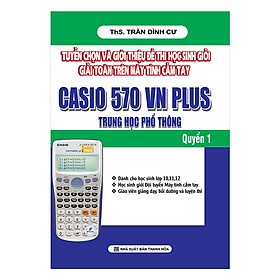 ThS. TRẦN ĐÌNH CƯ
TUYỂN CHỌN VÀ GIỚI THIỆU ĐỀ THI HỌC SINH GIỎI
GIẢI TOÁN TRÊN MÁY TÍNH CẦM TAY
CASIO 570 VN PLUS
TRUNG HỌC PHỔ THÔNG
Quyển 1
• Dành cho học sinh lớp 10,11,12
• Học sinh giỏi Đội tuyển Máy tính cầm tay
• Giáo viên giảng dạy, bồi dưỡng và luyện thi
CASIO
NHÀ XUẤT BẢN THANH HÓA